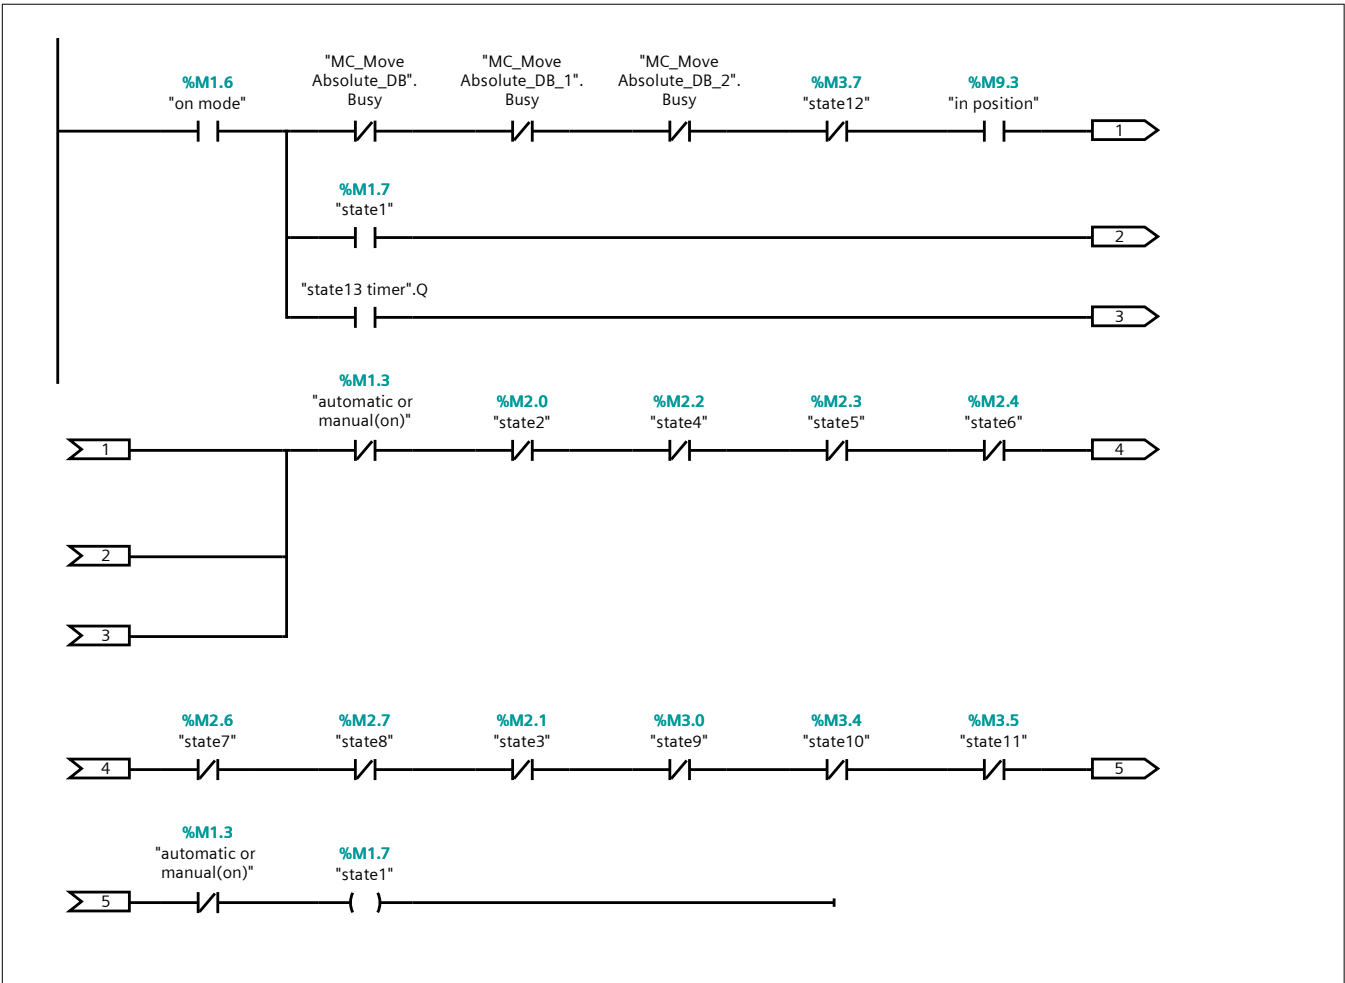 %M1.6
"on mode"
"MC_Move
Absolute_DB".
Busy
"MC_Move
Absolute_DB_1".
Busy
"MC_Move
Absolute_DB_2".
Busy
%M3.7
"state12"
%M9.3
"in position"
1
%M1.7
"state1"
2
"state13 timer".Q
3
1
%M1.3
"automatic or
manual(on)"
%M2.0
"state2"
%M2.2
"state4"
%M2.3
"state5"
%M2.4
"state6"
4
2
3
4
%M2.6
"state7"
%M2.7
"state8"
%M2.1
"state3"
%M3.0
"state9"
%M3.4
"state10"
%M3.5
"state11"
5
5
%M1.3
"automatic or
manual(on)"
%M1.7
"state1"